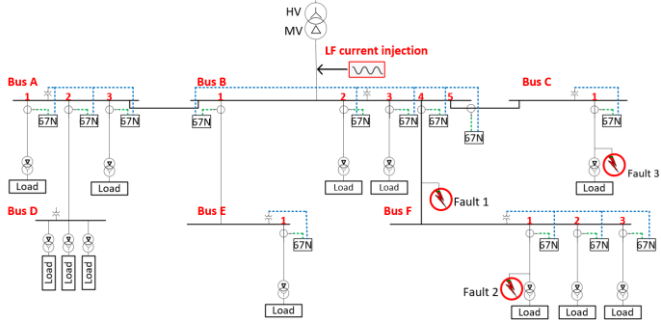 HV
MV
LF current injection
Bus A
Bus B
Bus C
1
2
3
1
2
3
4
5
1
67N
67N
67N
67N
67N
67N
67N
67N
67N
Load
Load
Load
Load
Load
Fault 3
Fault 1
Bus D
Bus E
Bus F
1
1
2
3
67N
67N
67N
67N
Load
Load
Load
Fault 2
Load
Load
Load
Load